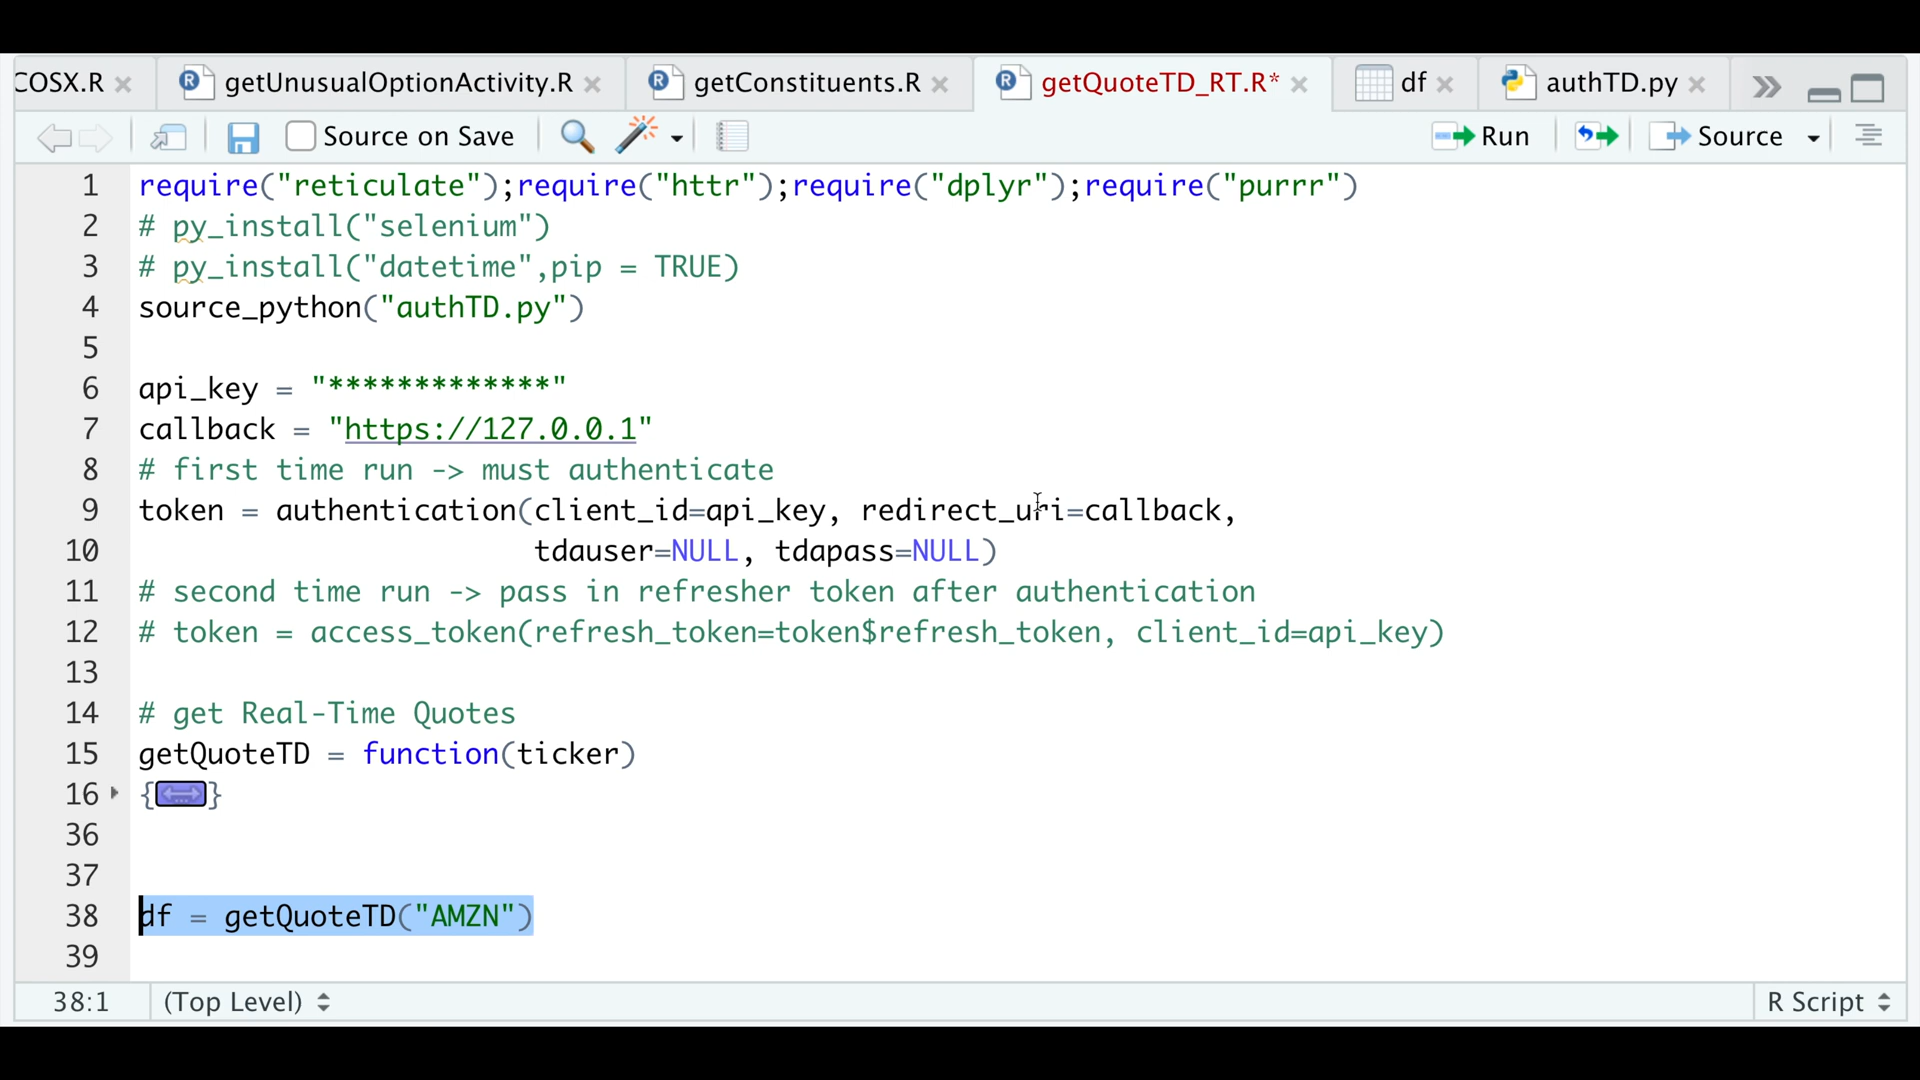 COSX.R getUnusualOptionActivity.R getConstituents.R getQuoteTD_RT.R* df authTD.py
Source on Save Run Source
1 require("reticulate");require("httr");require("dplyr");require("purrr")
2 # py_install("selenium")
3 # py_install("datetime",pip = TRUE)
4 source_python("authTD.py")
5
6 api_key = "*************"
7 callback = "https://127.0.0.1"
8 # first time run -> must authenticate
9 token = authentication(client_id=api_key, redirect_uri=callback,
10 tdauser=NULL, tdapass=NULL)
11 # second time run -> pass in refresher token after authentication
12 # token = access_token(refresh_token=token$refresh_token, client_id=api_key)
13
14 # get Real-Time Quotes
15 getQuoteTD = function(ticker)
16 {...}
36
37
38 df = getQuoteTD("AMZN")
39
38:1 (Top Level) R Script